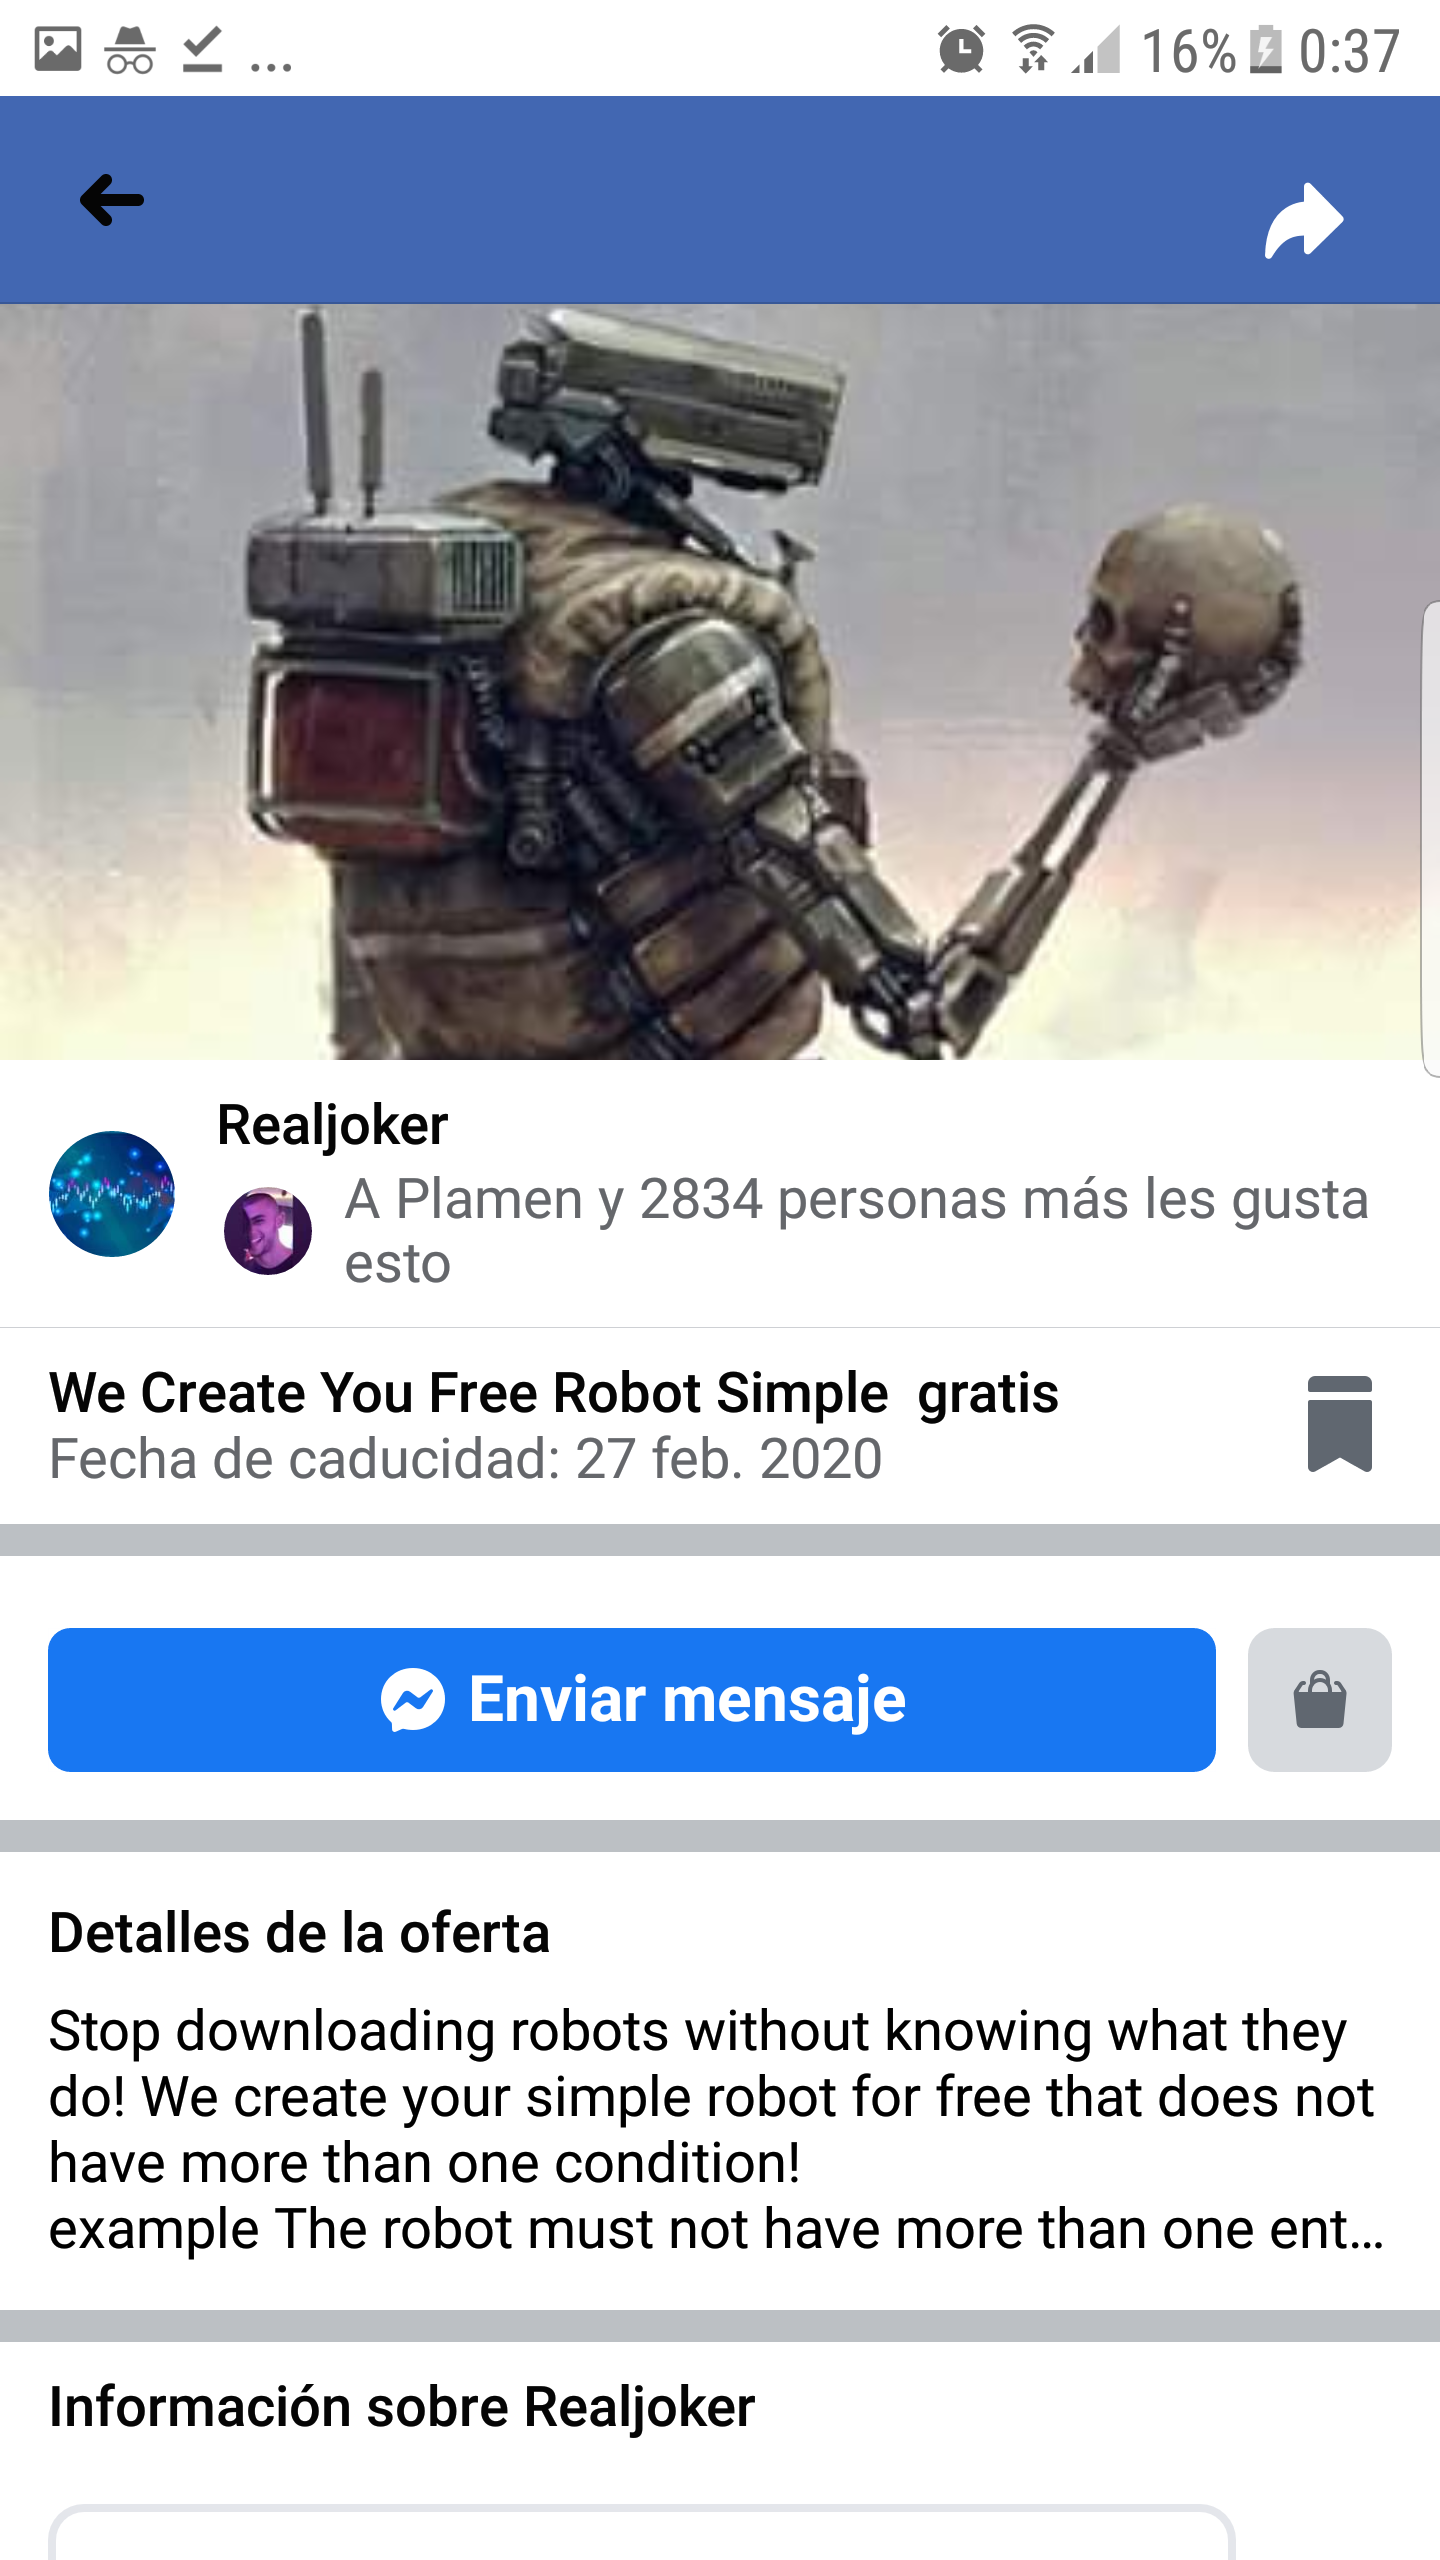 16% 0:37
Realjoker
A Plamen y 2834 personas más les gusta
esto
We Create You Free Robot Simple  gratis
Fecha de caducidad: 27 feb. 2020
Enviar mensaje
Detalles de la oferta
Stop downloading robots without knowing what they
do! We create your simple robot for free that does not
have more than one condition!
example The robot must not have more than one ent...
Información sobre Realjoker